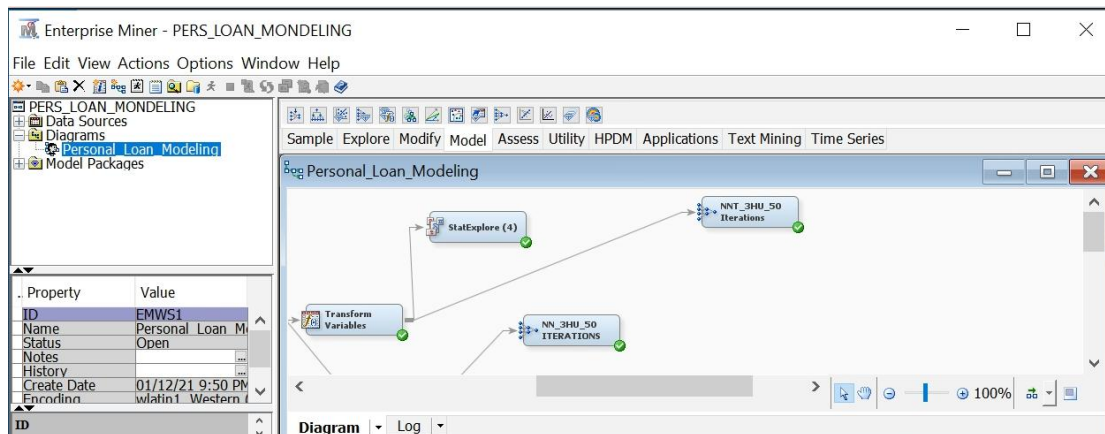 Enterprise Miner - PERS_LOAN_MONDELING
File Edit View Actions Options Window Help
PERS_LOAN_MONDELING
Data Sources
Diagrams
Personal_Loan_Modeling
Model Packages
Sample Explore Modify Model Assess Utility HPDM Applications Text Mining Time Series
Personal_Loan_Modeling
StatExplore (4)
NNT_3HU_50
Iterations
Transform
Variables
NN_3HU_50
ITERATIONS
.. Property Value
ID EMWS1
Name Personal_Loan_M
Status Open
Notes ...
History ...
Create Date 01/12/21 9:50 PM
Encoding wlatin1 Western (
ID
100%
Diagram Log